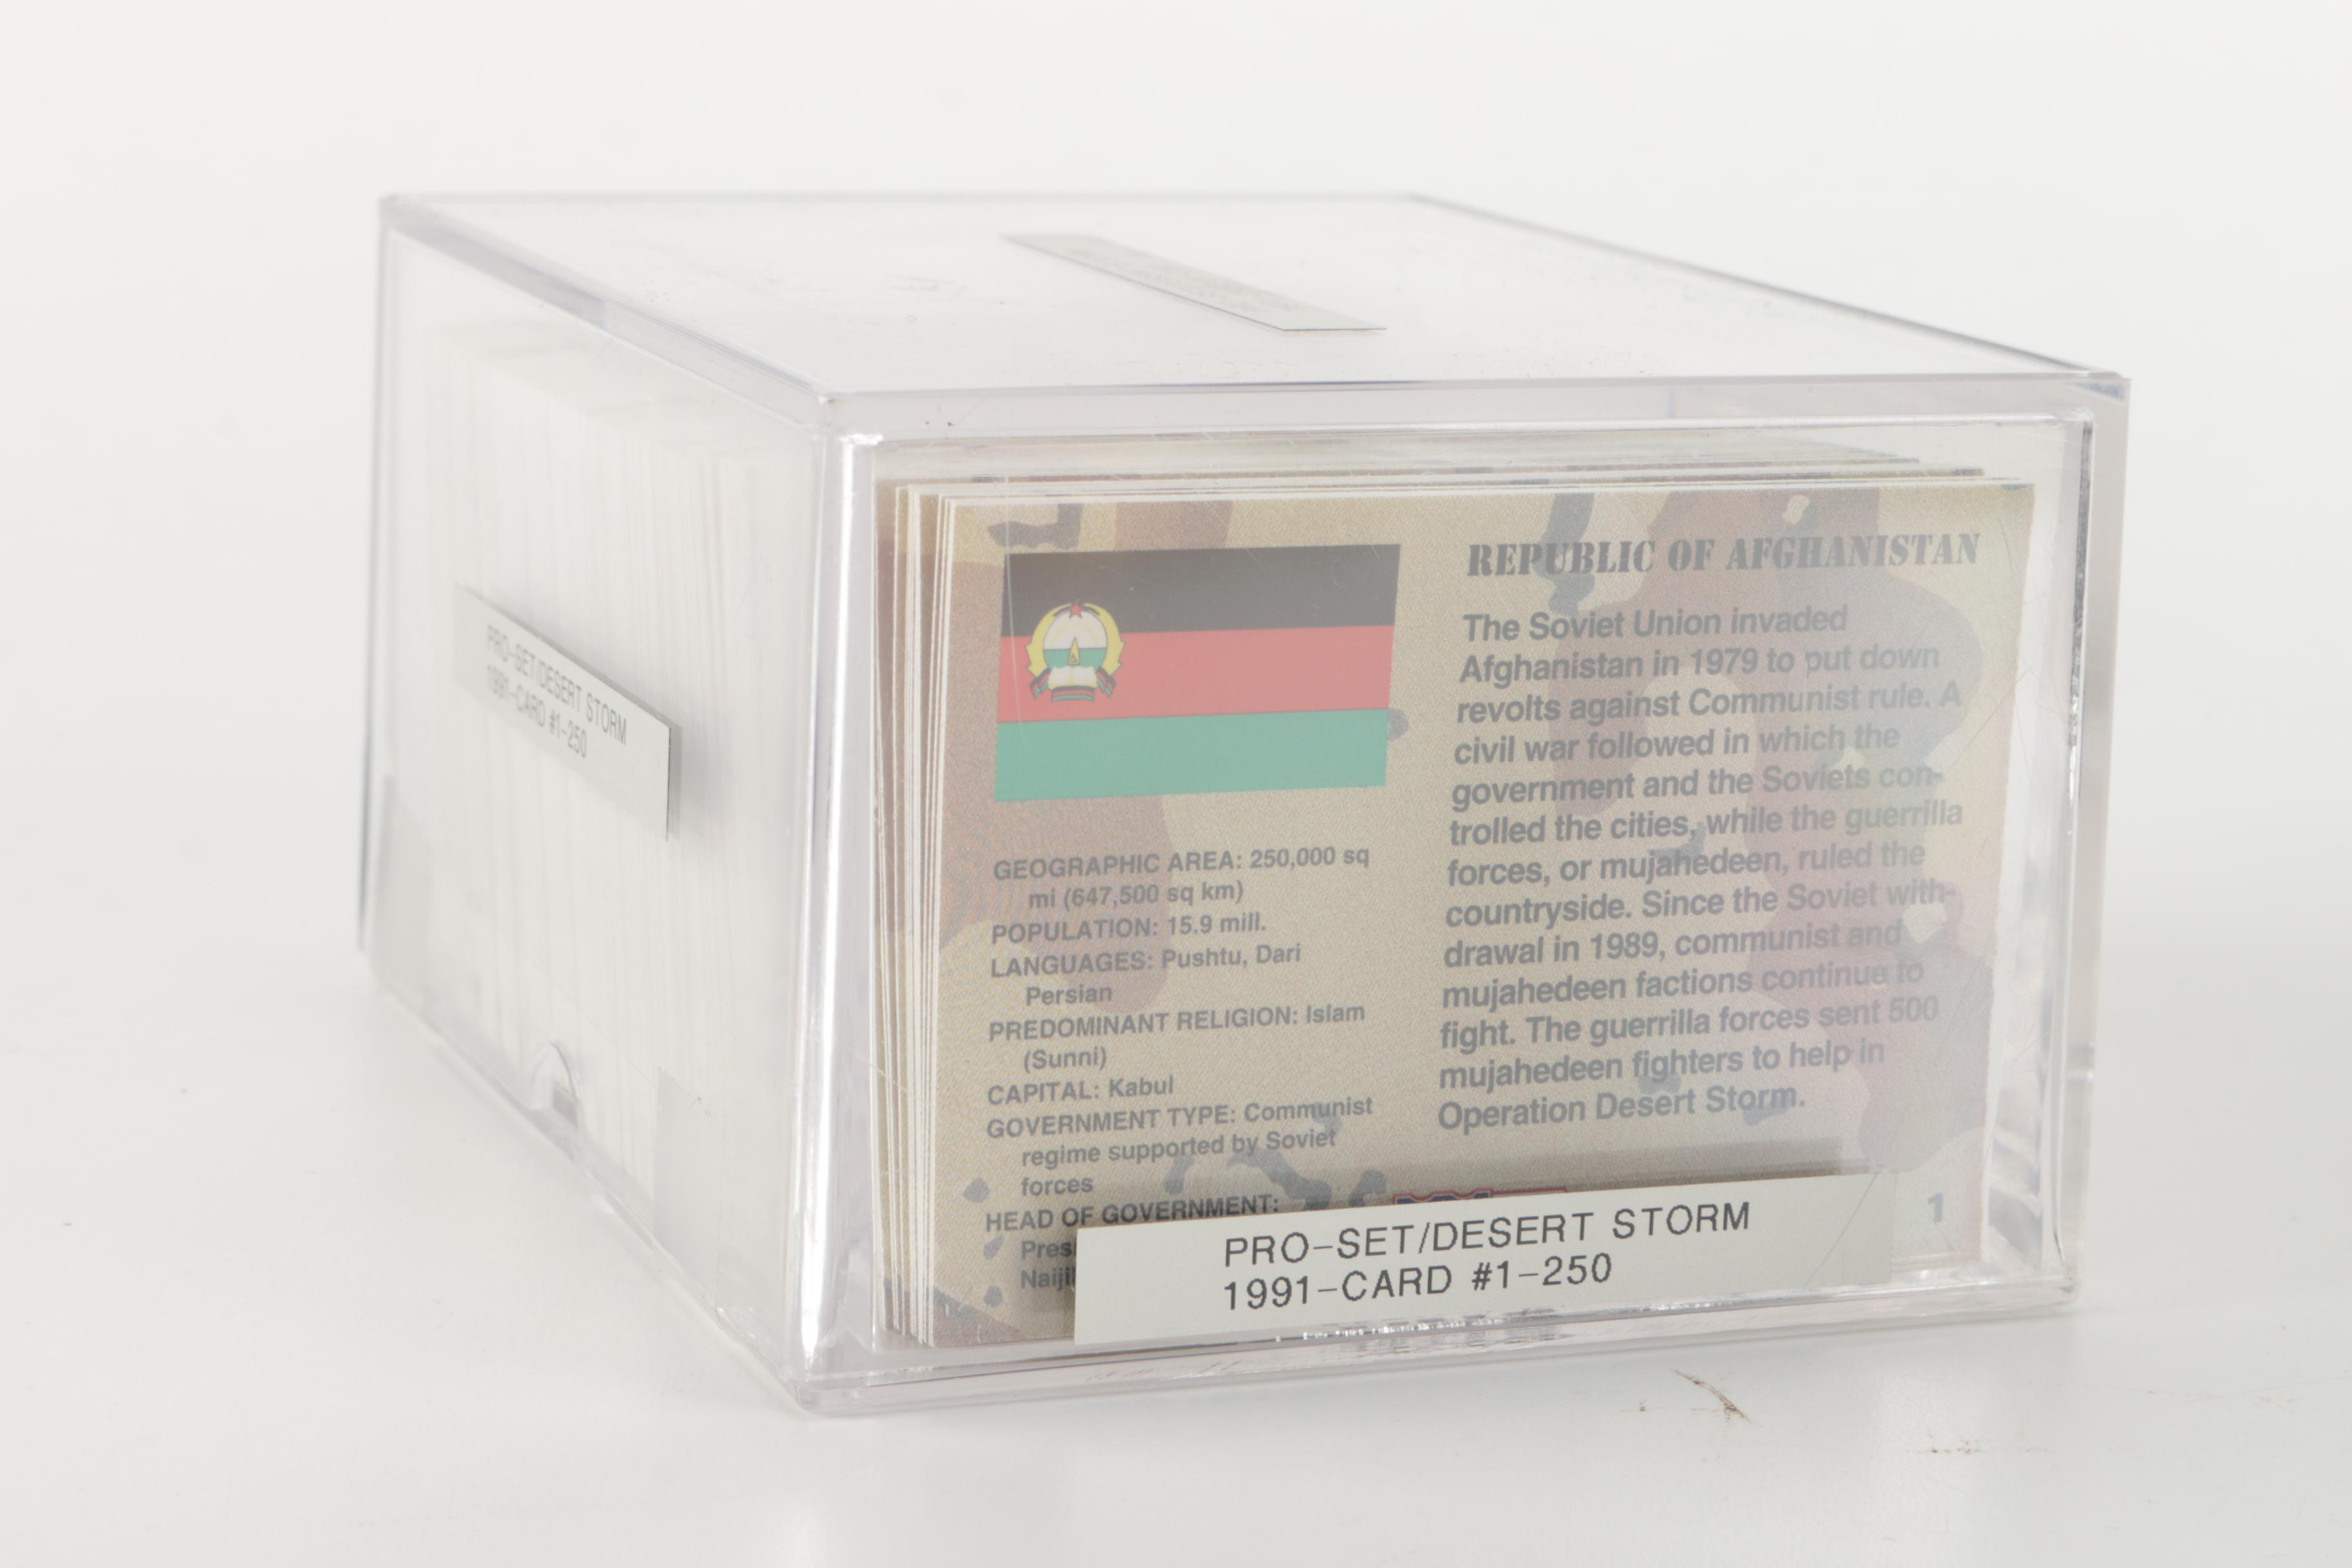 REPUBLIC OF AFGHANISTAN
The Soviet Union invaded
Afghanistan in 1979 to put down
revolts against Communist rule. A
civil war followed in which the
government and the Soviets con-
trolled the cities, while the guerrilla
forces, or mujahedeen, ruled the
countryside. Since the Soviet with-
drawal in 1989, communist and
mujahedeen factions continue to
fight. The guerrilla forces sent 500
mujahedeen fighters to help in
Operation Desert Storm.
GEOGRAPHIC AREA: 250,000 sq
mi (647,500 sq km)
POPULATION: 15.9 mill.
LANGUAGES: Pushtu, Dari
Persian
PREDOMINANT RELIGION: Islam
(Sunni)
CAPITAL: Kabul
GOVERNMENT TYPE: Communist
regime supported by Soviet
forces
HEAD OF GOVERNMENT:
1
PRO-SET/DESERT STORM
1991-CARD #1-250
PRO-SET/DESERT STORM
1991-CARD #1-250